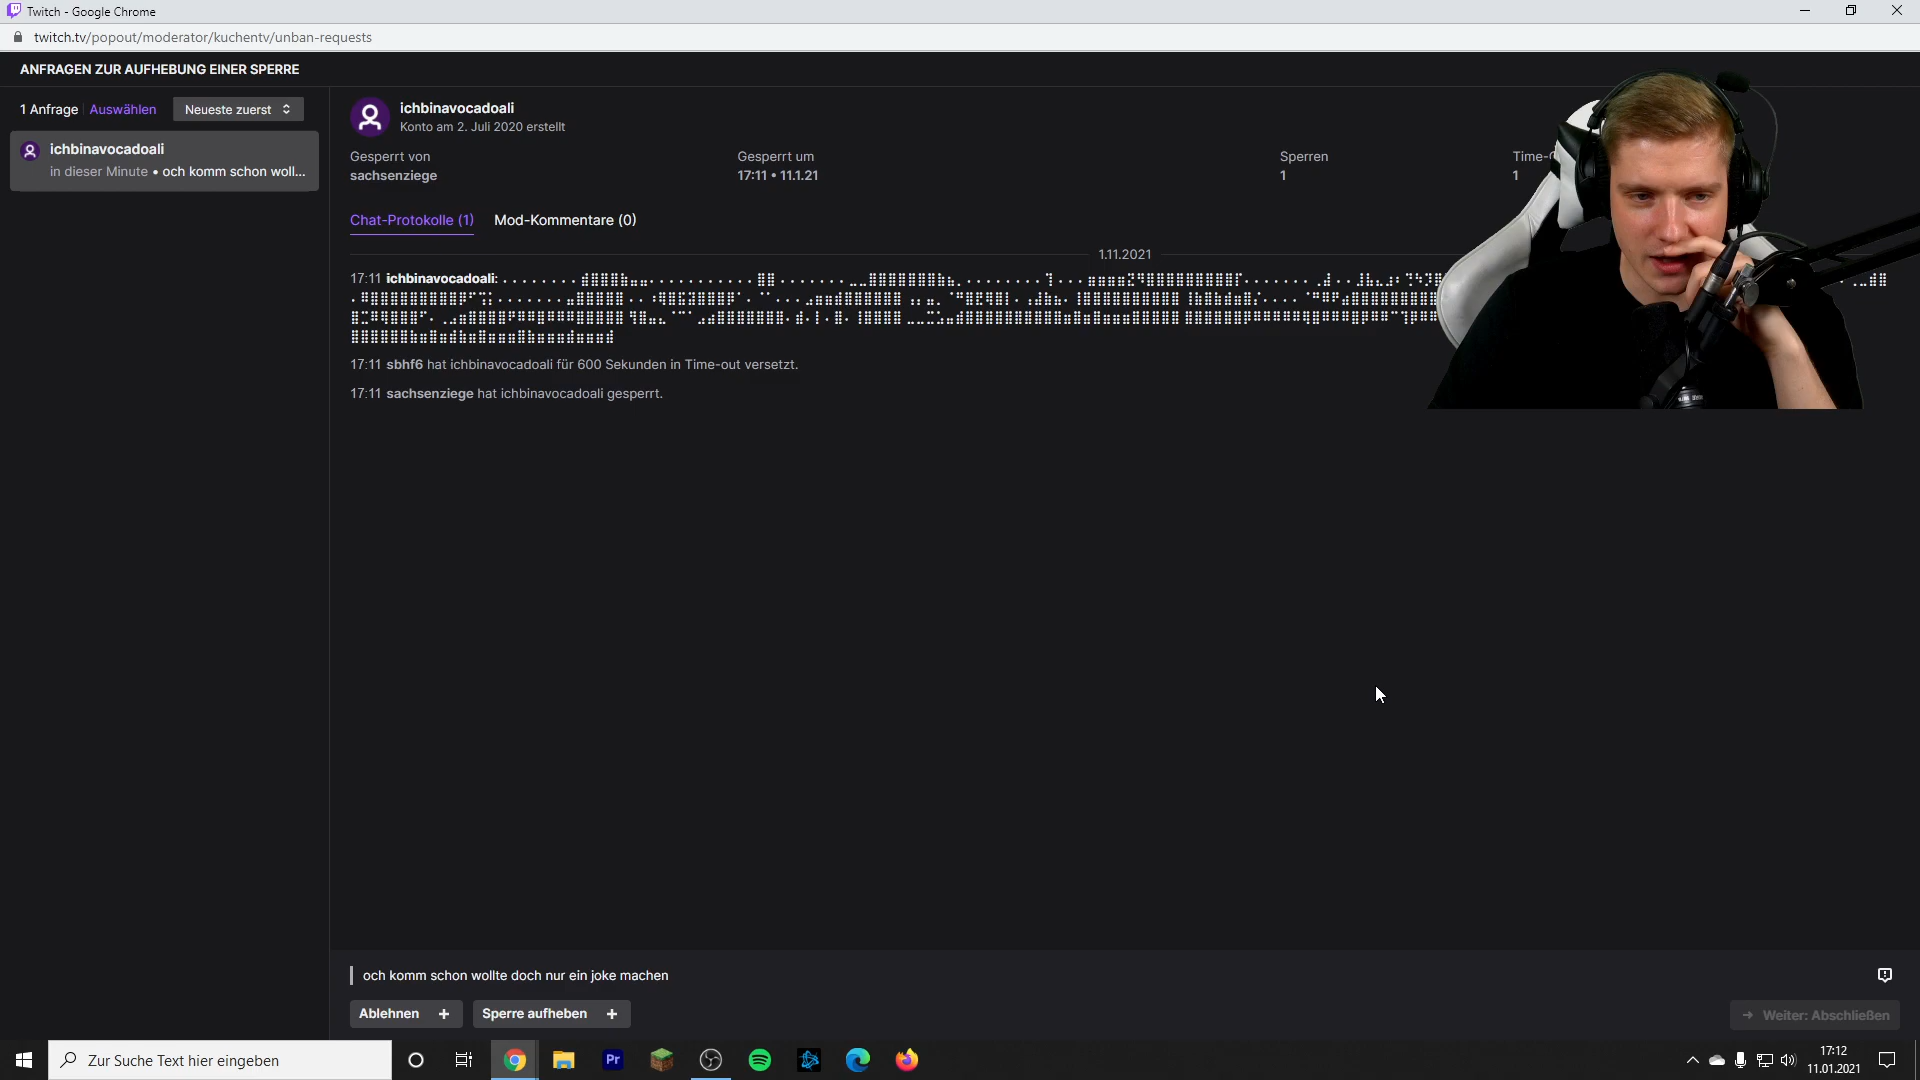 Twitch - Google Chrome
twitch.tv/popout/moderator/kuchentv/unban-requests
ANFRAGEN ZUR AUFHEBUNG EINER SPERRE
1 Anfrage Auswählen Neueste zuerst
ichbinavocadoali
in dieser Minute • och komm schon woll...
ichbinavocadoali
Konto am 2. Juli 2020 erstellt
Gesperrt von
sachsenziege
Gesperrt um
17:11 • 11.1.21
Sperren
1
1
Chat-Protokolle (1) Mod-Kommentare (0)
1.11.2021
17:11 ichbinavocadoali:
17:11 sbhf6 hat ichbinavocadoali für 600 Sekunden in Time-out versetzt.
17:11 sachsenziege hat ichbinavocadoali gesperrt.
och komm schon wollte doch nur ein joke machen
Ablehnen + Sperre aufheben +
→ Weiter: Abschließen
Zur Suche Text hier eingeben
Pr
17:12
11.01.2021